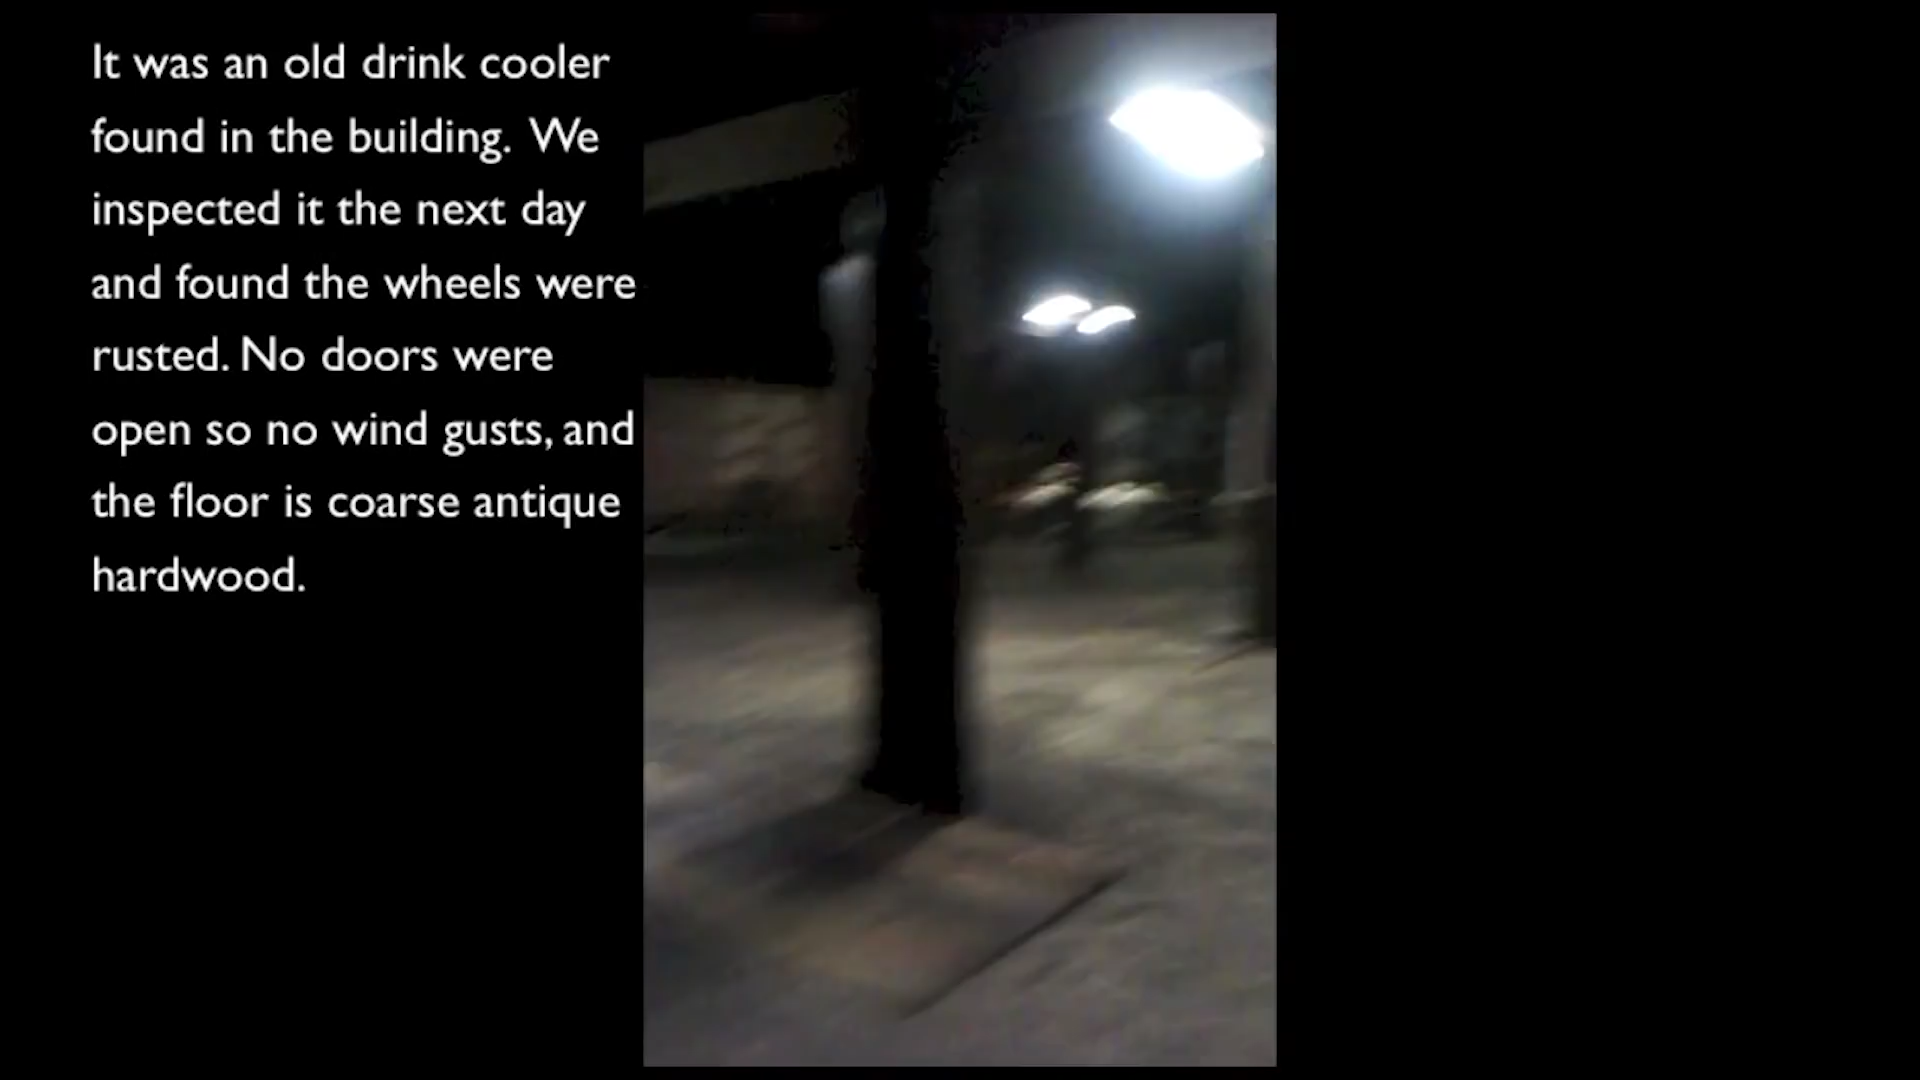 It was an old drink cooler
found in the building. We
inspected it the next day
and found the wheels were
rusted. No doors were
open so no wind gusts, and
the floor is coarse antique
hardwood.